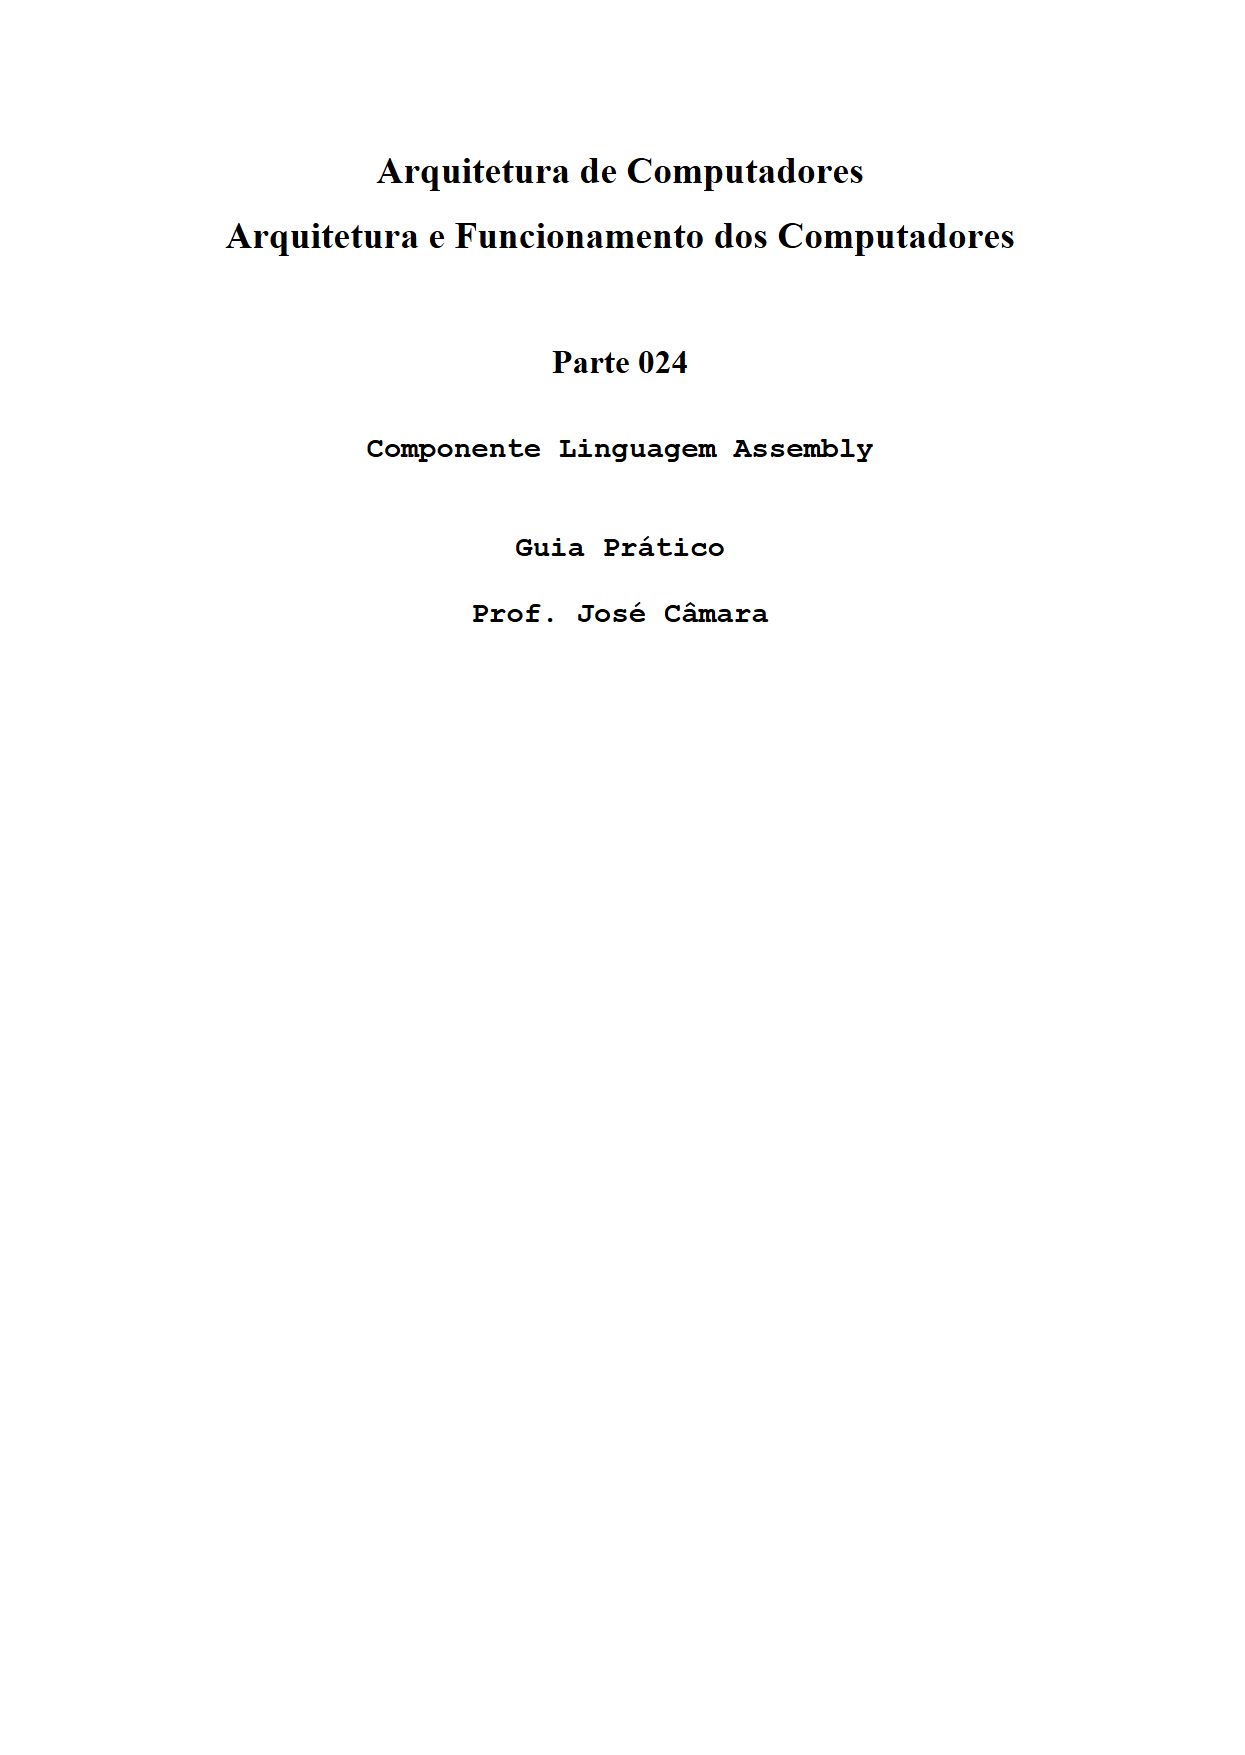 Arquitetura de Computadores
Arquitetura e Funcionamento dos Computadores
Parte 024
Componente Linguagem Assembly
Guia Prático
Prof. José Câmara